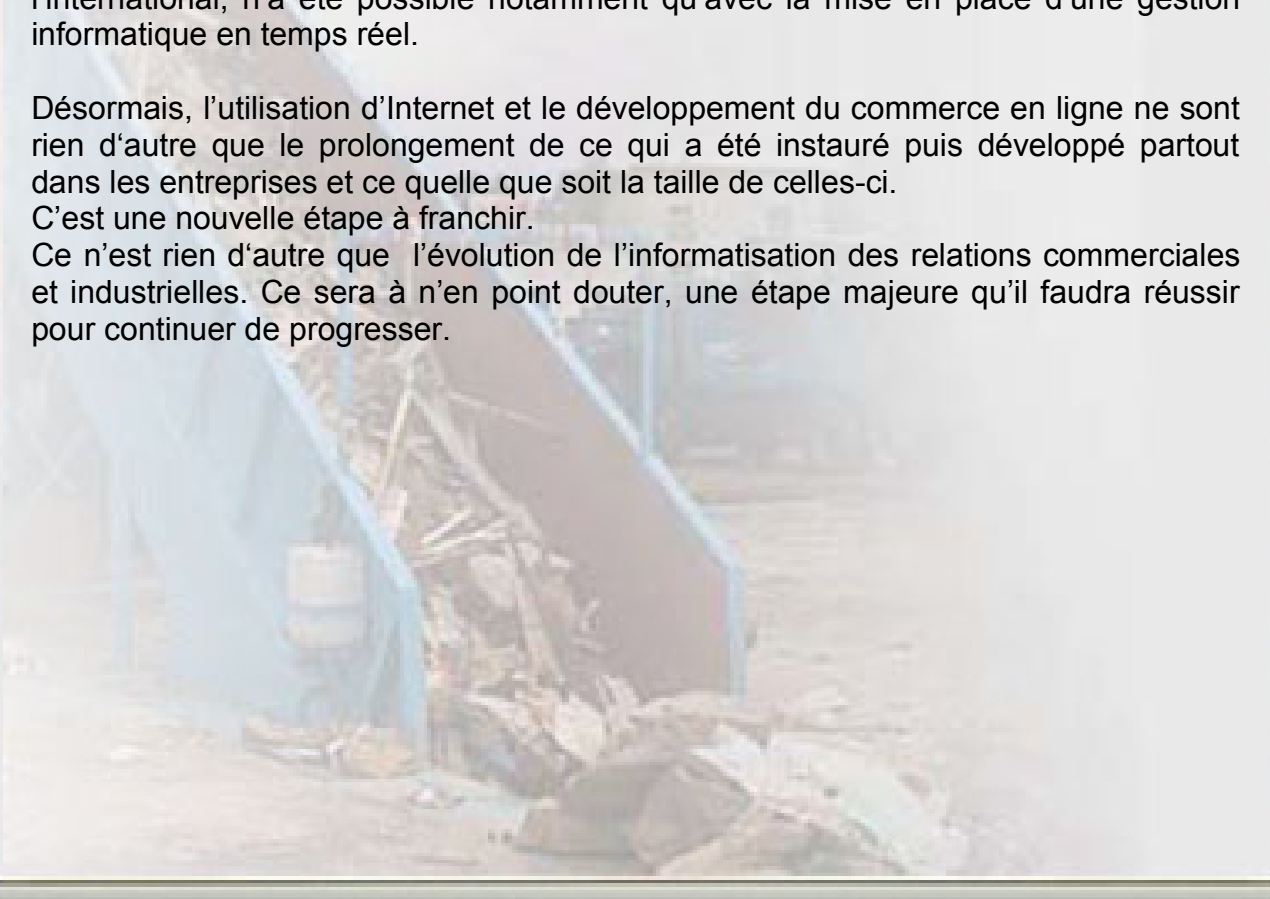 l'international, n'a été possible notamment qu'avec la mise en place d'une gestion
informatique en temps réel.
Désormais, l'utilisation d'Internet et le développement du commerce en ligne ne sont
rien d'autre que le prolongement de ce qui a été instauré puis développé partout
dans les entreprises et ce quelle que soit la taille de celles-ci.
C'est une nouvelle étape à franchir.
Ce n'est rien d'autre que  l'évolution de l'informatisation des relations commerciales
et industrielles. Ce sera à n'en point douter, une étape majeure qu'il faudra réussir
pour continuer de progresser.